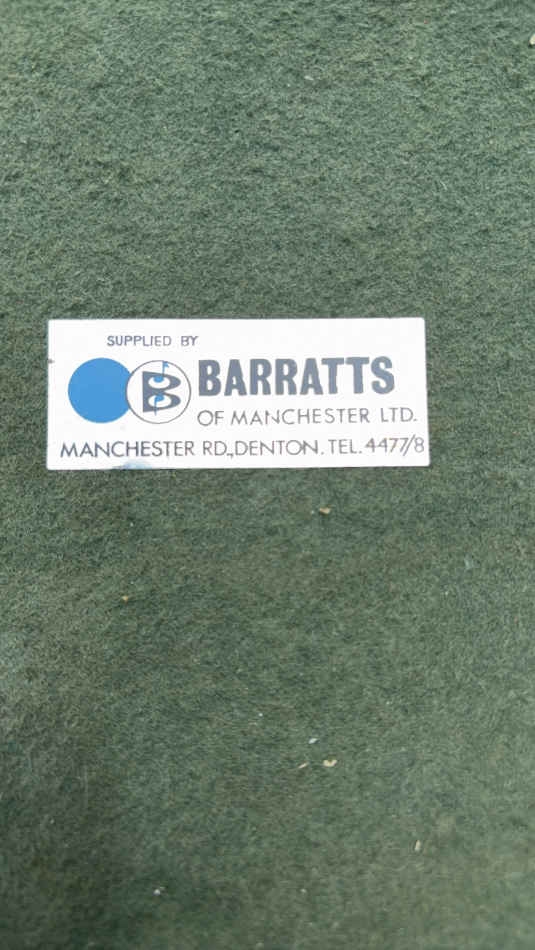 SUPPLIED BY
B BARRATTS
OF MANCHESTER LTD.
MANCHESTER RD., DENTON. TEL. 4477/8